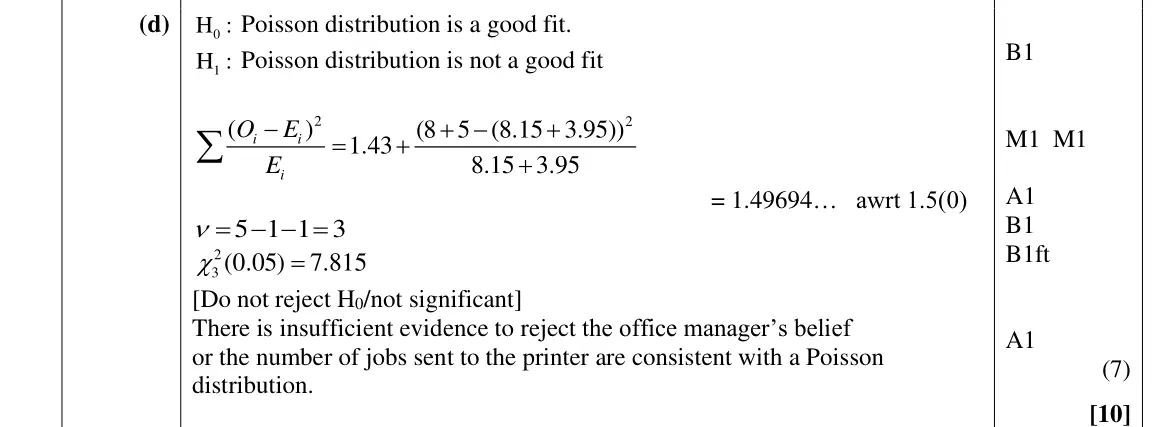 (d) H₀ : Poisson distribution is a good fit.
H₁ : Poisson distribution is not a good fit B1
∑ (Oᵢ − Eᵢ)² / Eᵢ = 1.43 + (8 + 5 − (8.15 + 3.95))² / (8.15 + 3.95) M1 M1
= 1.49694… awrt 1.5(0) A1
ν = 5 − 1 − 1 = 3 B1
χ²₃ (0.05) = 7.815 B1ft
[Do not reject H₀/not significant]
There is insufficient evidence to reject the office manager’s belief
or the number of jobs sent to the printer are consistent with a Poisson A1
distribution. (7)
[10]